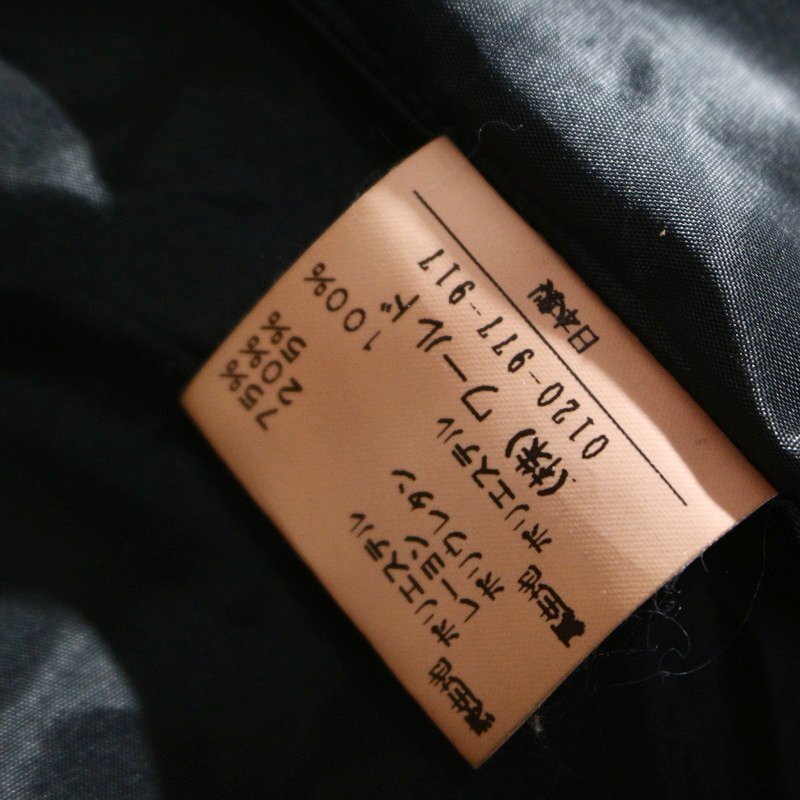 表生地 ポリエステル 75%
レーヨン 20%
ポリウレタン 5%
裏生地 ポリエステル 100%
(株) ワールド
0120-977-917
日本製